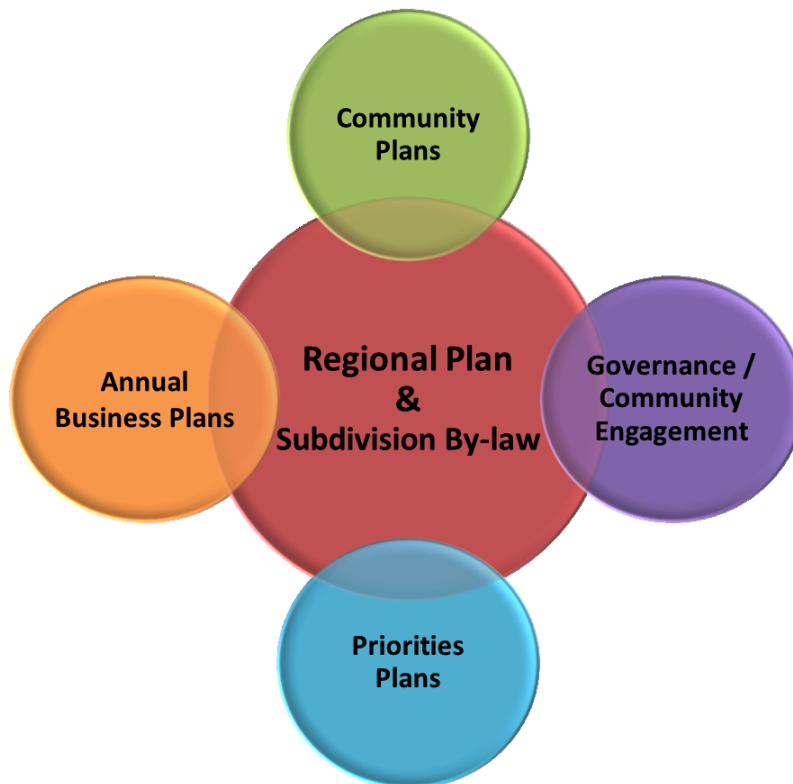 Community
Plans
Regional Plan
&
Subdivision By-law
Annual
Business Plans
Governance /
Community
Engagement
Priorities
Plans